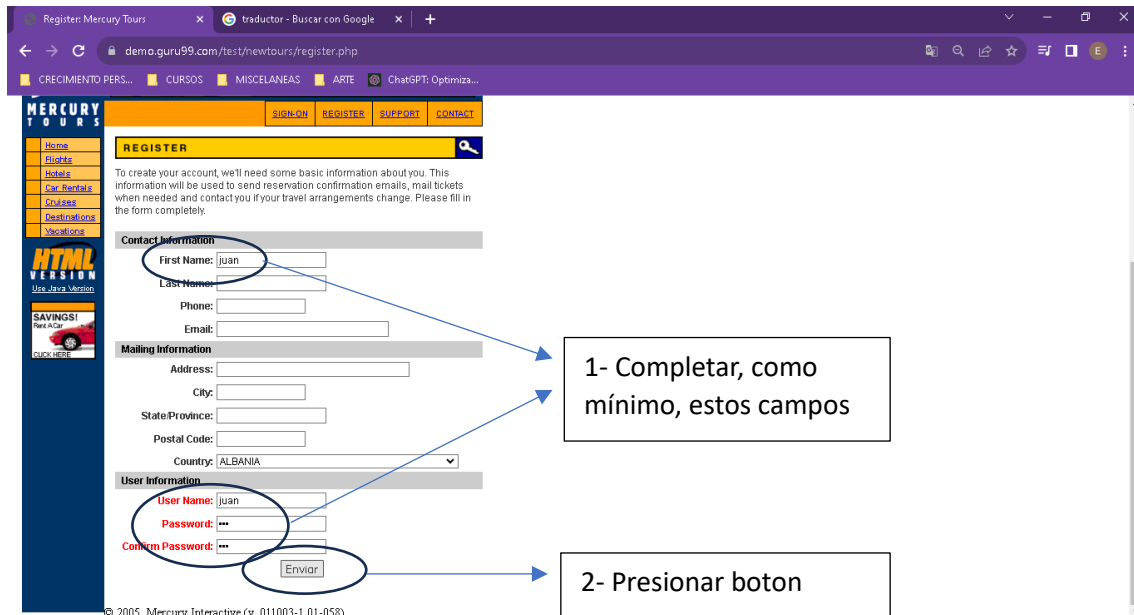 Register: Mercury Tours
traductor - Buscar con Google
demo.guru99.com/test/newtours/register.php
E
CRECIMIENTO PERS...
CURSOS
MISCELANEAS
ARTE
ChatGPT: Optimiza...
MERCURY
TOURS
SIGN-ON
REGISTER
SUPPORT
CONTACT
Home
Flights
Hotels
Car Rentals
Cruises
Destinations
Vacations
HTML
VERSION
Use Java Version
SAVINGS!
Rent A Car
CLICK HERE
REGISTER
To create your account, we'll need some basic information about you. This
information will be used to send reservation confirmation emails, mail tickets
when needed and contact you if your travel arrangements change. Please fill in
the form completely.
Contact Information
First Name: juan
Last Name:
Phone:
Email:
Mailing Information
Address:
City:
State/Province:
Postal Code:
Country: ALBANIA
User Information
User Name: juan
Password: •••
Confirm Password: •••
Enviar
© 2005, Mercury Interactive (v. 011003-1.01-058)
1- Completar, como
mínimo, estos campos
2- Presionar boton